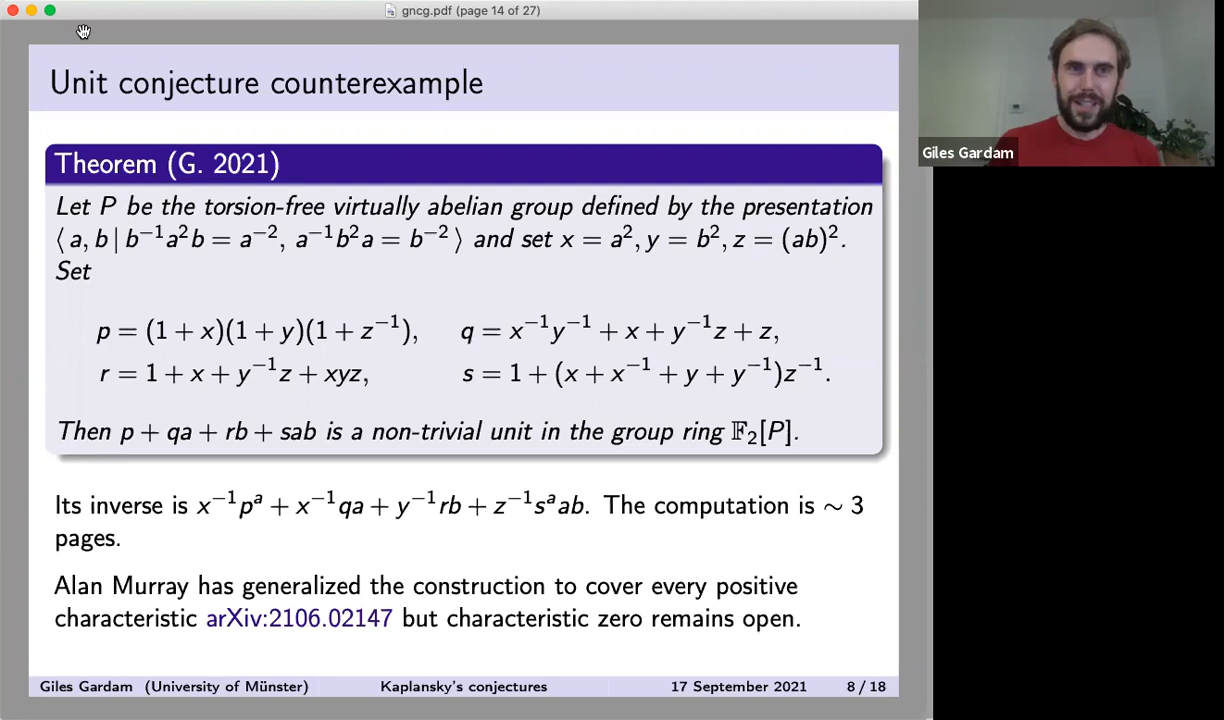 gncg.pdf (page 14 of 27)
Unit conjecture counterexample
Theorem (G. 2021)
Let P be the torsion-free virtually abelian group defined by the presentation
⟨ a, b | b⁻¹a²b = a⁻², a⁻¹b²a = b⁻² ⟩ and set x = a², y = b², z = (ab)².
Set
p = (1 + x)(1 + y)(1 + z⁻¹), q = x⁻¹y⁻¹ + x + y⁻¹z + z,
r = 1 + x + y⁻¹z + xyz, s = 1 + (x + x⁻¹ + y + y⁻¹)z⁻¹.
Then p + qa + rb + sab is a non-trivial unit in the group ring 𝔽₂[P].
Its inverse is x⁻¹pᵃ + x⁻¹qa + y⁻¹rb + z⁻¹sᵃab. The computation is ∼ 3
pages.
Alan Murray has generalized the construction to cover every positive
characteristic arXiv:2106.02147 but characteristic zero remains open.
Giles Gardam (University of Münster) Kaplansky's conjectures 17 September 2021 8 / 18
Giles Gardam